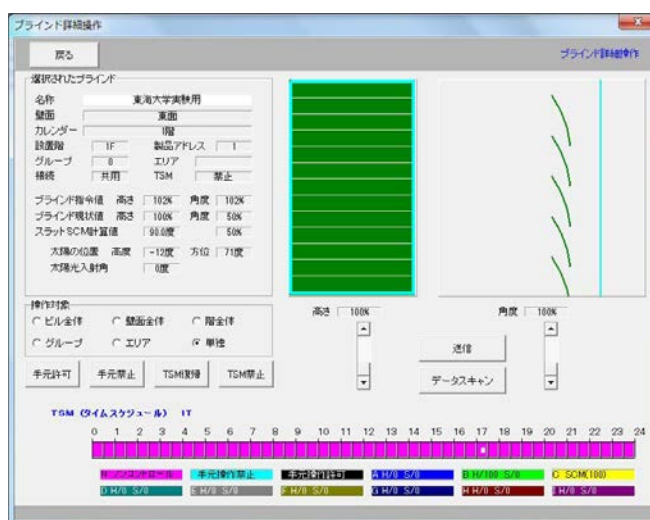 ブラインド詳細操作
戻る
ブラインド詳細操作
選択されたブラインド
名称 東海大学実験用
壁面 東面
カレンダー 1階
設置階 1F 製品アドレス 1
グループ 0 エリア
接続 共用 TSM 禁止
ブラインド指令値 高さ 102% 角度 102%
ブラインド現状値 高さ 100% 角度 50%
スラットSCM計算値 90.0度 50%
太陽の位置 高度 -12度 方位 71度
太陽光入射角 0度
操作対象
ビル全体 壁面全体 階全体
グループ エリア 単独
手元許可 手元禁止 TSM復帰 TSM禁止
高さ 100%
角度 100%
送信
データスキャン
TSM (タイムスケジュール) 1T
0 1 2 3 4 5 6 7 8 9 10 11 12 13 14 15 16 17 18 19 20 21 22 23 24
N ノンコントロール 手元操作禁止 手元操作許可 A H/0 S/0 B H/100 S/0 C SCM(100)
D H/0 S/0 E H/0 S/0 F H/0 S/0 G H/0 S/0 H H/0 S/0 I H/0 S/0